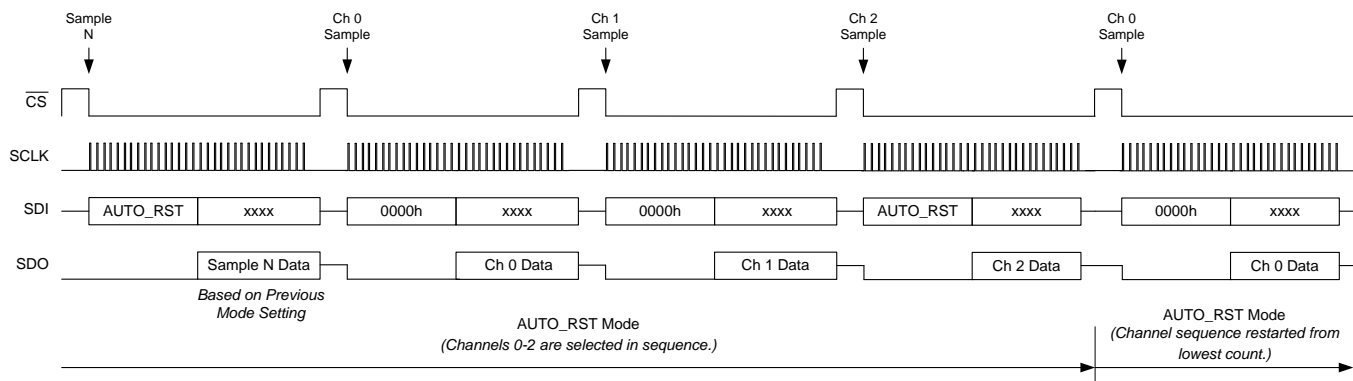 Sample
N
Ch 0
Sample
Ch 1
Sample
Ch 2
Sample
Ch 0
Sample
CS
SCLK
SDI
AUTO_RST
xxxx
0000h
xxxx
0000h
xxxx
AUTO_RST
xxxx
0000h
xxxx
SDO
Sample N Data
Ch 0 Data
Ch 1 Data
Ch 2 Data
Ch 0 Data
Based on Previous
Mode Setting
AUTO_RST Mode
(Channels 0-2 are selected in sequence.)
AUTO_RST Mode
(Channel sequence restarted from
lowest count.)